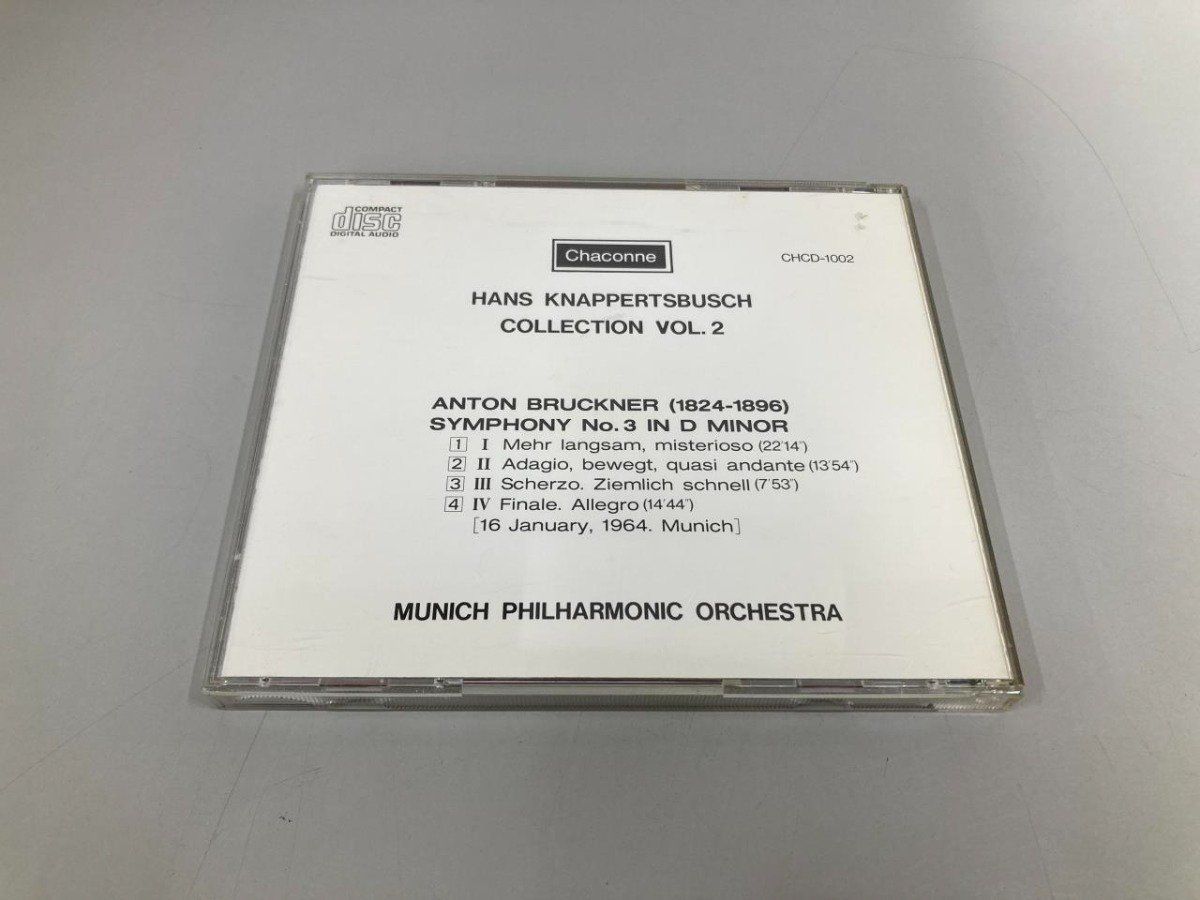 COMPACT
disc
DIGITAL AUDIO
Chaconne
CHCD-1002
HANS KNAPPERTSBUSCH
COLLECTION VOL. 2
ANTON BRUCKNER (1824-1896)
SYMPHONY No. 3 IN D MINOR
1 I Mehr langsam, misterioso (22'14")
2 II Adagio, bewegt, quasi andante (13'54")
3 III Scherzo. Ziemlich schnell (7'53")
4 IV Finale. Allegro (14'44")
[16 January, 1964. Munich]
MUNICH PHILHARMONIC ORCHESTRA